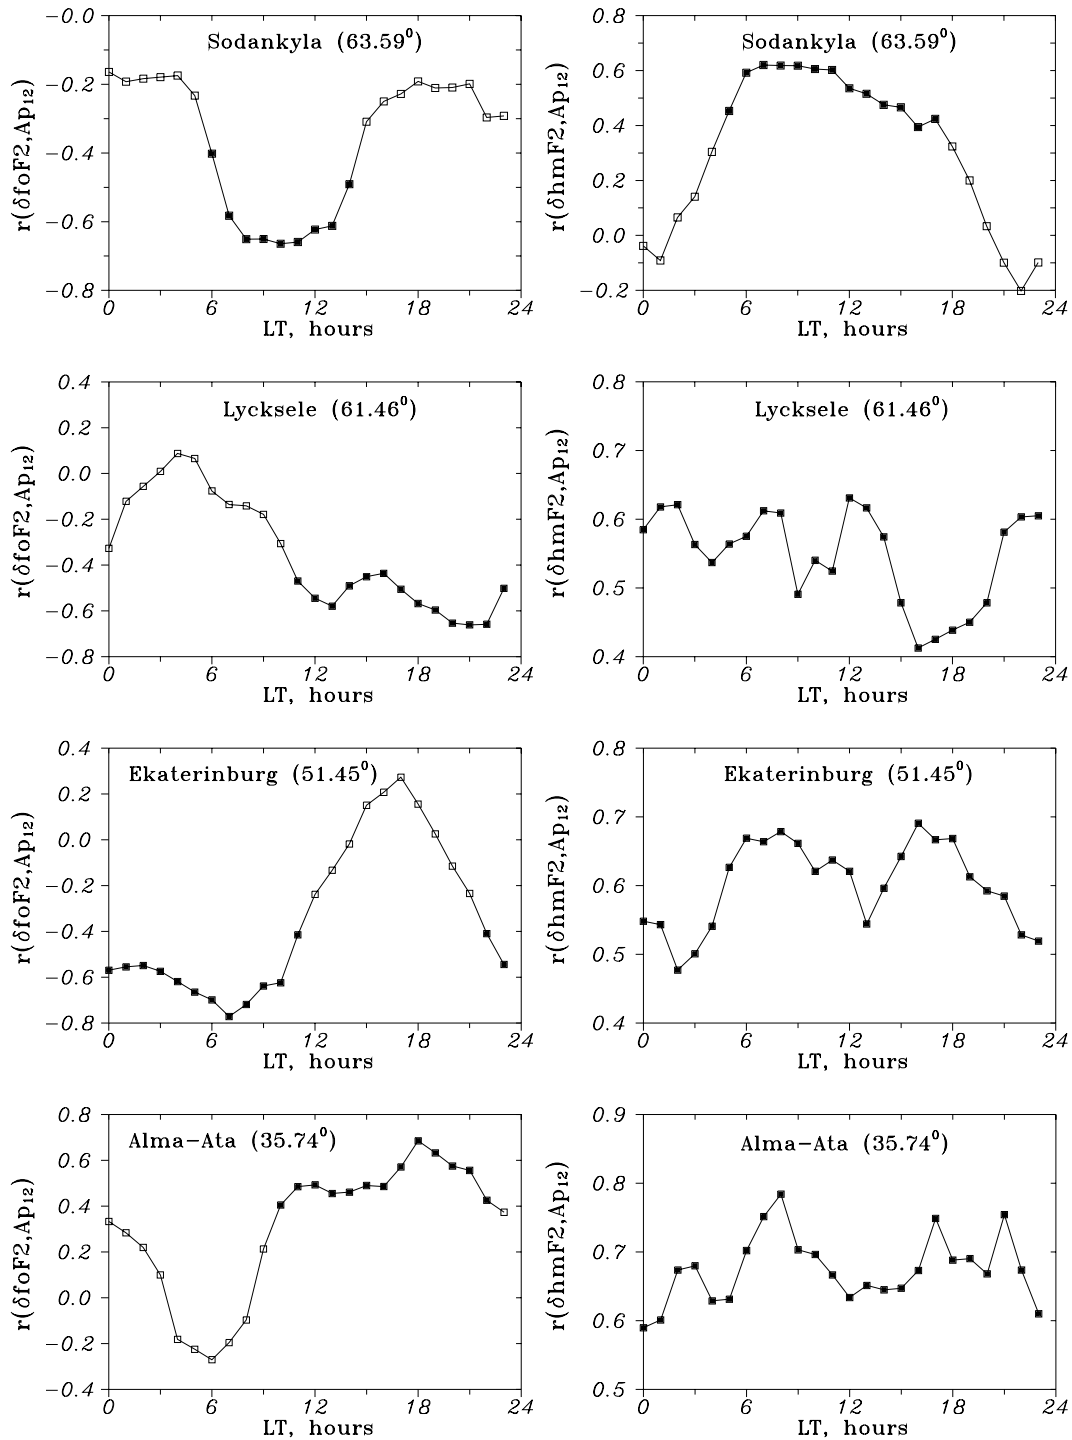 Sodankyla (63.59⁰)
r(δfoF2,Ap₁₂)
−0.0
−0.2
−0.4
−0.6
−0.8
0 6 12 18 24
LT, hours
Sodankyla (63.59⁰)
r(δhmF2,Ap₁₂)
0.8
0.6
0.4
0.2
0.0
−0.2
0 6 12 18 24
LT, hours
Lycksele (61.46⁰)
r(δfoF2,Ap₁₂)
0.4
0.2
0.0
−0.2
−0.4
−0.6
−0.8
0 6 12 18 24
LT, hours
Lycksele (61.46⁰)
r(δhmF2,Ap₁₂)
0.8
0.7
0.6
0.5
0.4
0 6 12 18 24
LT, hours
Ekaterinburg (51.45⁰)
r(δfoF2,Ap₁₂)
0.4
0.2
0.0
−0.2
−0.4
−0.6
−0.8
0 6 12 18 24
LT, hours
Ekaterinburg (51.45⁰)
r(δhmF2,Ap₁₂)
0.8
0.7
0.6
0.5
0.4
0 6 12 18 24
LT, hours
Alma−Ata (35.74⁰)
r(δfoF2,Ap₁₂)
0.8
0.6
0.4
0.2
0.0
−0.2
−0.4
0 6 12 18 24
LT, hours
Alma−Ata (35.74⁰)
r(δhmF2,Ap₁₂)
0.9
0.8
0.7
0.6
0.5
0 6 12 18 24
LT, hours